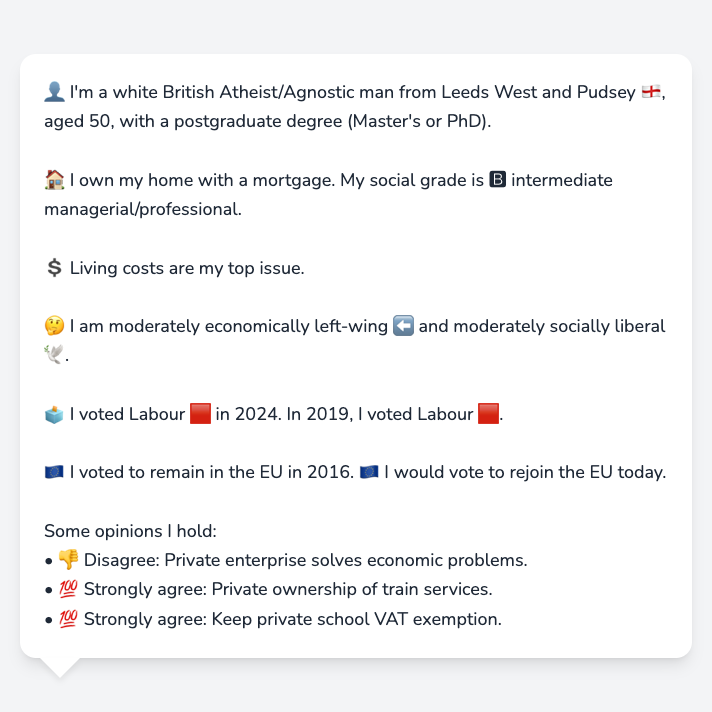 👤 I'm a white British Atheist/Agnostic man from Leeds West and Pudsey 🏴󠁧󠁢󠁥󠁮󠁧󠁿,
aged 50, with a postgraduate degree (Master's or PhD).
🏠 I own my home with a mortgage. My social grade is 🅱 intermediate
managerial/professional.
💲 Living costs are my top issue.
🤔 I am moderately economically left-wing ⬅️ and moderately socially liberal
🕊️.
🗳️ I voted Labour 🟥 in 2024. In 2019, I voted Labour 🟥.
🇪🇺 I voted to remain in the EU in 2016. 🇪🇺 I would vote to rejoin the EU today.
Some opinions I hold:
• 👎 Disagree: Private enterprise solves economic problems.
• 💯 Strongly agree: Private ownership of train services.
• 💯 Strongly agree: Keep private school VAT exemption.